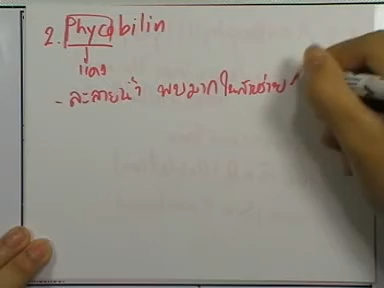 2. Phycobilin
แดง
- ละลายน้ำ พบมากในสาหร่าย